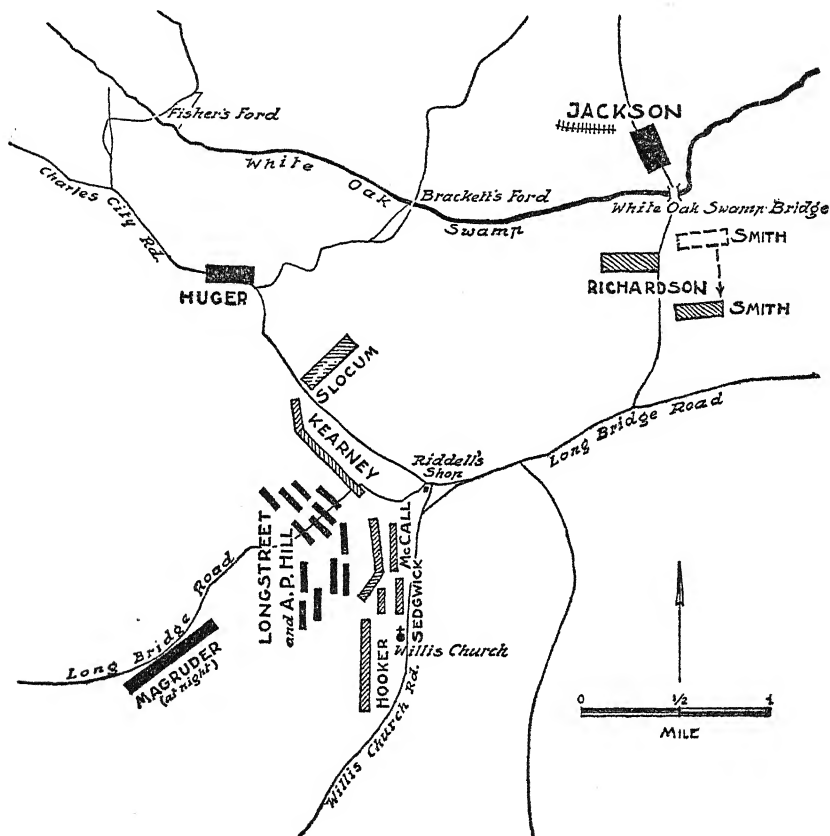 JACKSON
Fisher's Ford
White
Oak
Swamp
Brackett's Ford
White Oak Swamp Bridge
Charles City Rd.
SMITH
RICHARDSON
SMITH
HUGER
SLOCUM
KEARNEY
Riddell's
Shop
Long Bridge Road
LONGSTREET
and A.P. HILL
McCALL
SEDGWICK
Long Bridge Road
MAGRUDER
(at night)
HOOKER
Willis Church
Willis Church Rd.
0 1/2 1
MILE